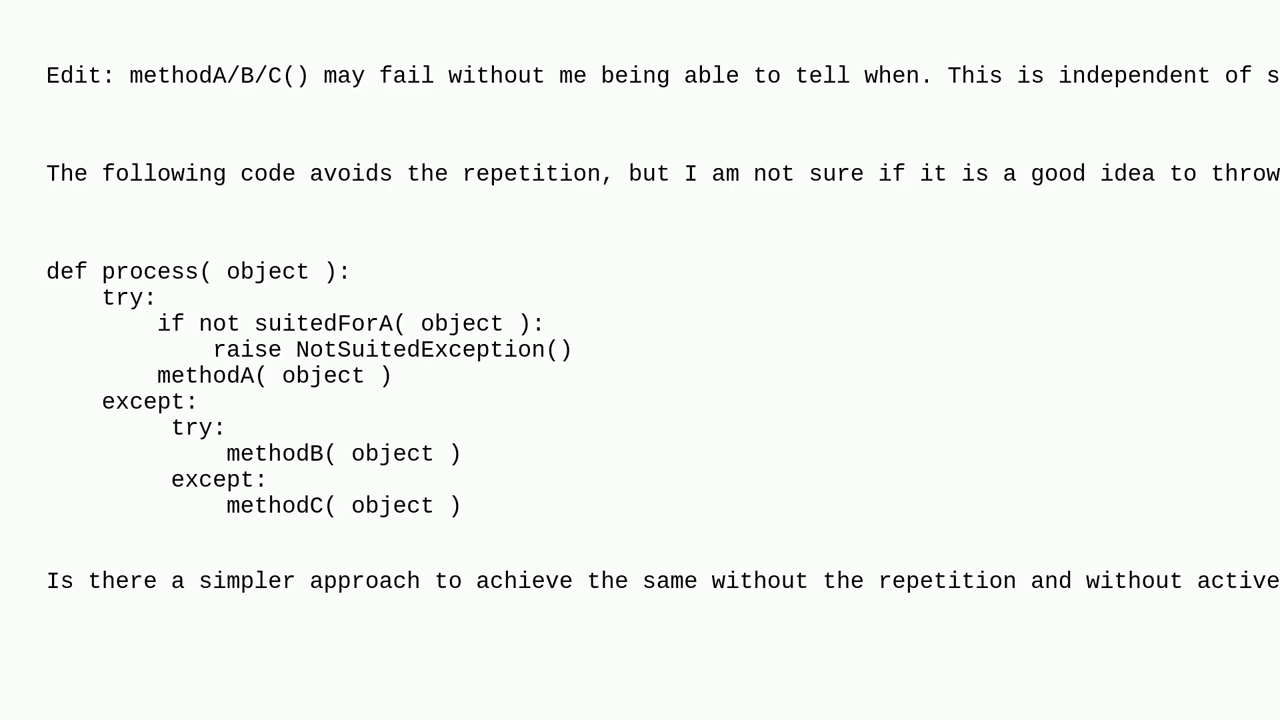 Edit: methodA/B/C() may fail without me being able to tell when. This is independent of s
The following code avoids the repetition, but I am not sure if it is a good idea to throw
def process( object ):
    try:
        if not suitedForA( object ):
            raise NotSuitedException()
        methodA( object )
    except:
         try:
             methodB( object )
         except:
             methodC( object )
Is there a simpler approach to achieve the same without the repetition and without active